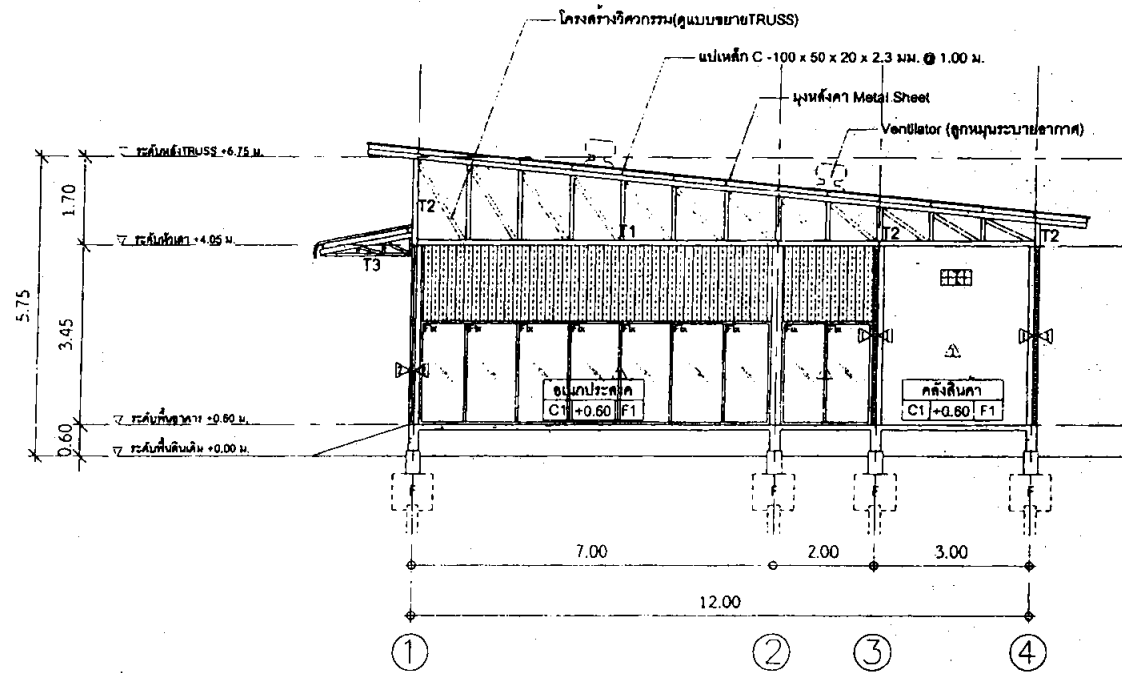 โครงสร้างวิศวกรรม(ดูแบบขยายTRUSS)
แปเหล็ก C -100 x 50 x 20 x 2.3 มม. @ 1.00 ม.
มุงหลังคา Metal Sheet
Ventilator (ลูกหมุนระบายอากาศ)
ระดับหลังTRUSS +6.75 ม.
1.70
T2
T1
T2
T2
ระดับหัวเสา +4.05 ม.
T3
5.75
3.45
Fix Fix Fix Fix Fix Fix Fix Fix Fix
1
อเนกประสงค์
C1 +0.60 F1
คลังสินค้า
C1 +0.60 F1
ระดับพื้นอาคาร +0.60 ม.
0.60
ระดับพื้นดินเดิม +0.00 ม.
F F F F
7.00 2.00 3.00
12.00
1 2 3 4